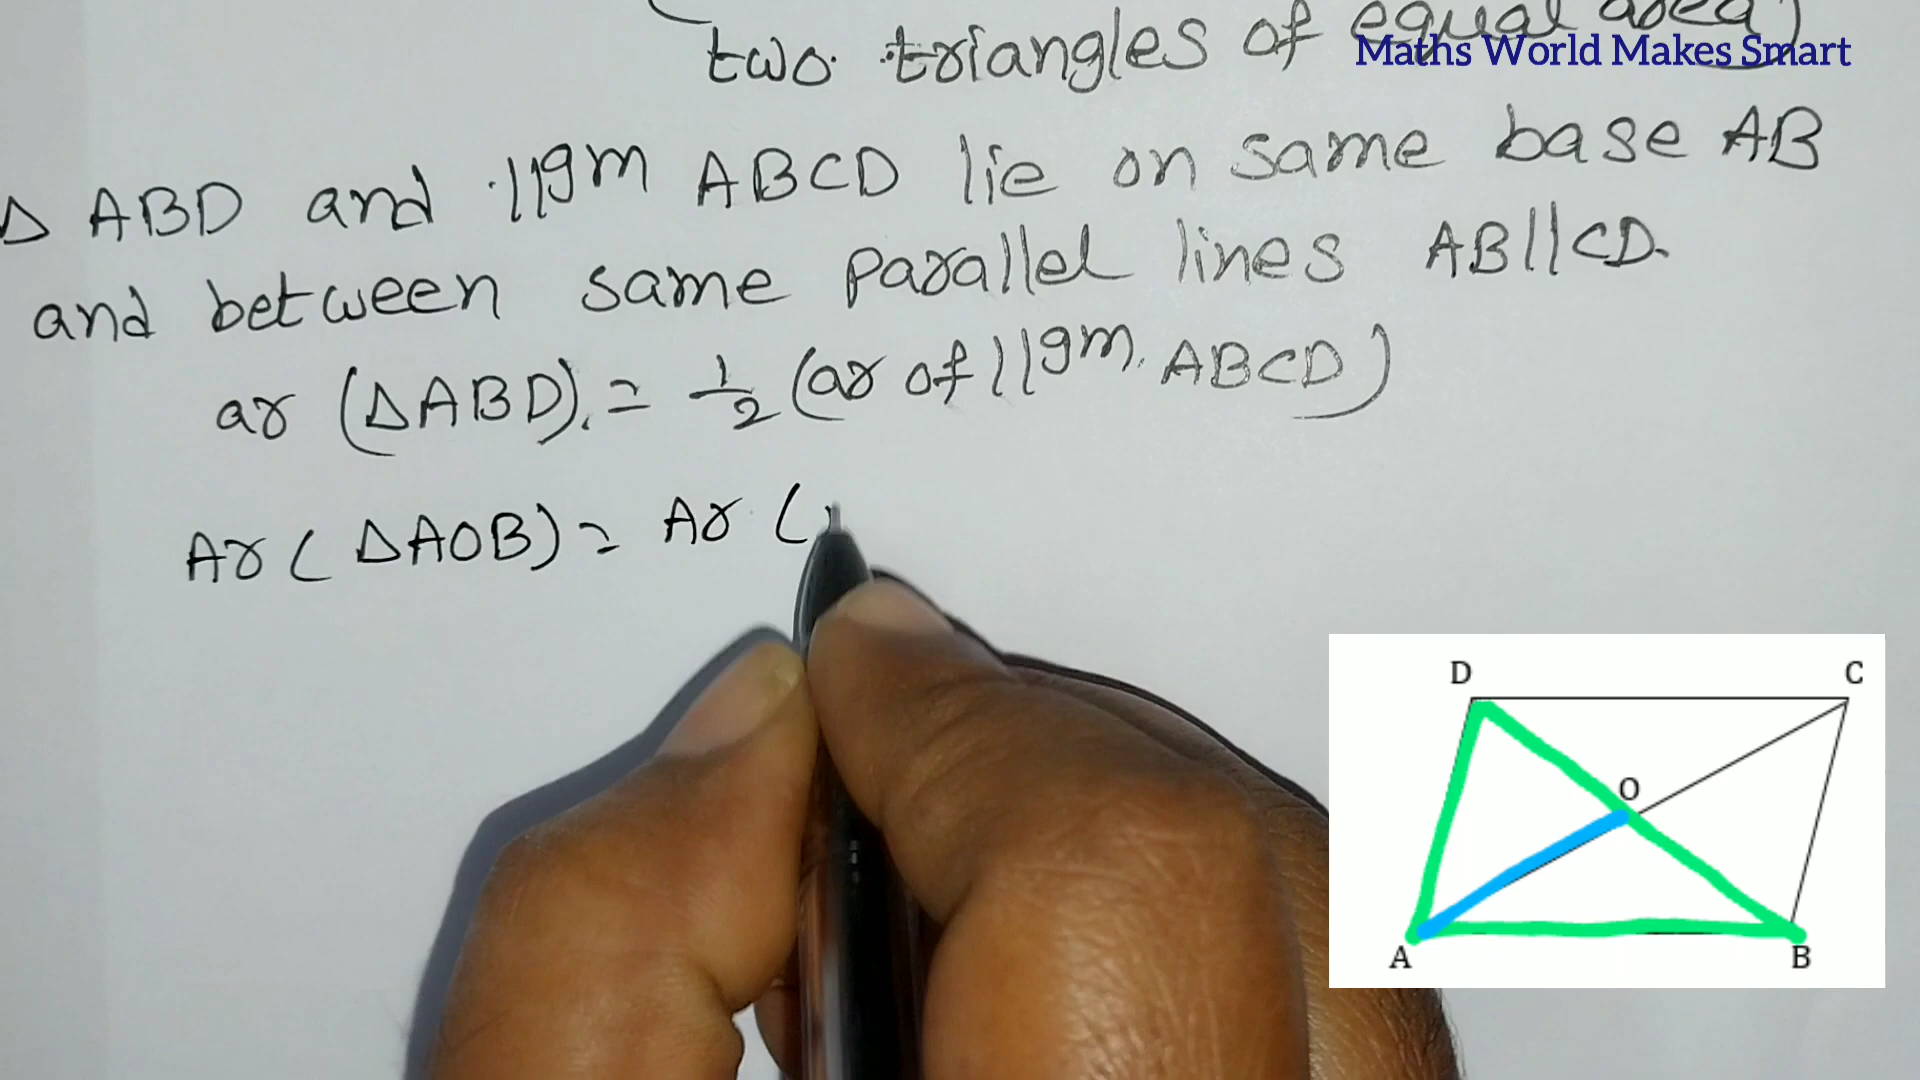 two triangles of equal area)
Maths World Makes Smart
Δ ABD and ||gm ABCD lie on same base AB
and between same parallel lines AB||CD.
ar (ΔABD) = 1/2 (ar of ||gm ABCD)
Ar ( ΔAOB) = Ar (
D C
O
A B